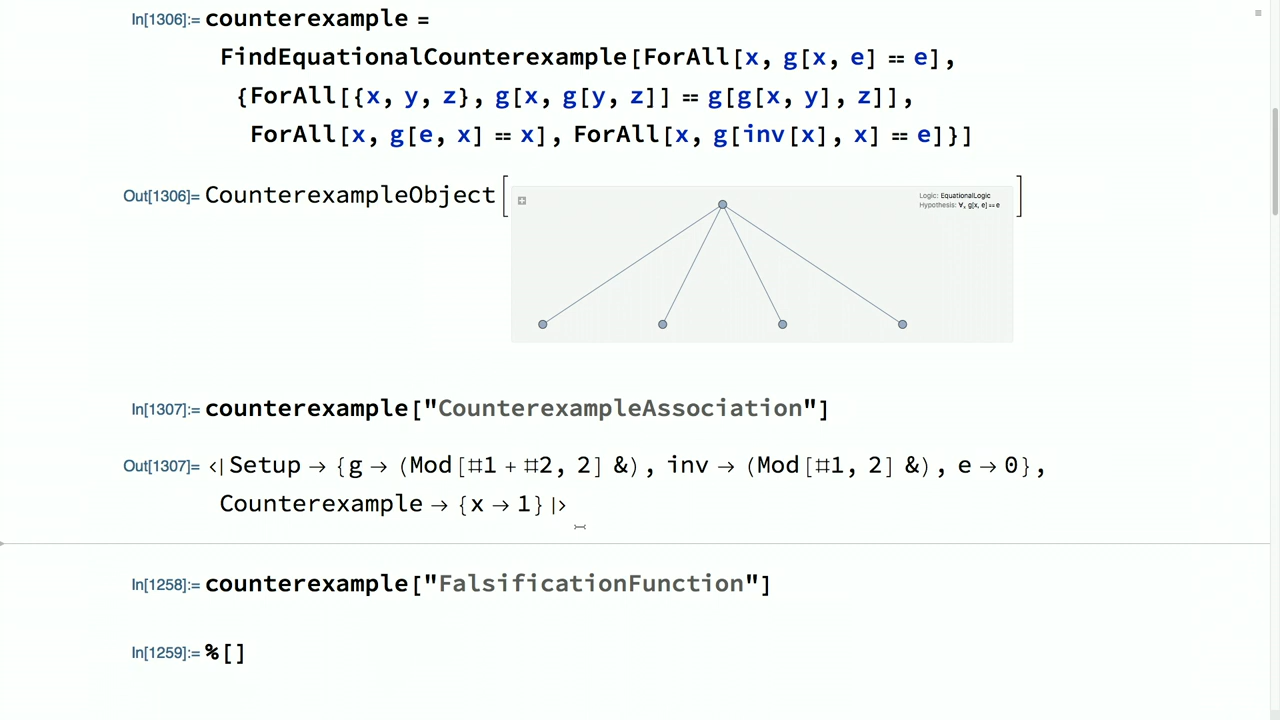 In[1306]:= counterexample =
FindEquationalCounterexample[ForAll[x, g[x, e] == e],
{ForAll[{x, y, z}, g[x, g[y, z]] == g[g[x, y], z]],
ForAll[x, g[e, x] == x], ForAll[x, g[inv[x], x] == e]}]
Out[1306]= CounterexampleObject[
Logic: EquationalLogic
Hypothesis: ∀ₓ g[x, e] == e
]
In[1307]:= counterexample["CounterexampleAssociation"]
Out[1307]= <|Setup → {g → (Mod[#1 + #2, 2] &), inv → (Mod[#1, 2] &), e → 0},
Counterexample → {x → 1}|>
In[1258]:= counterexample["FalsificationFunction"]
In[1259]:= %[]